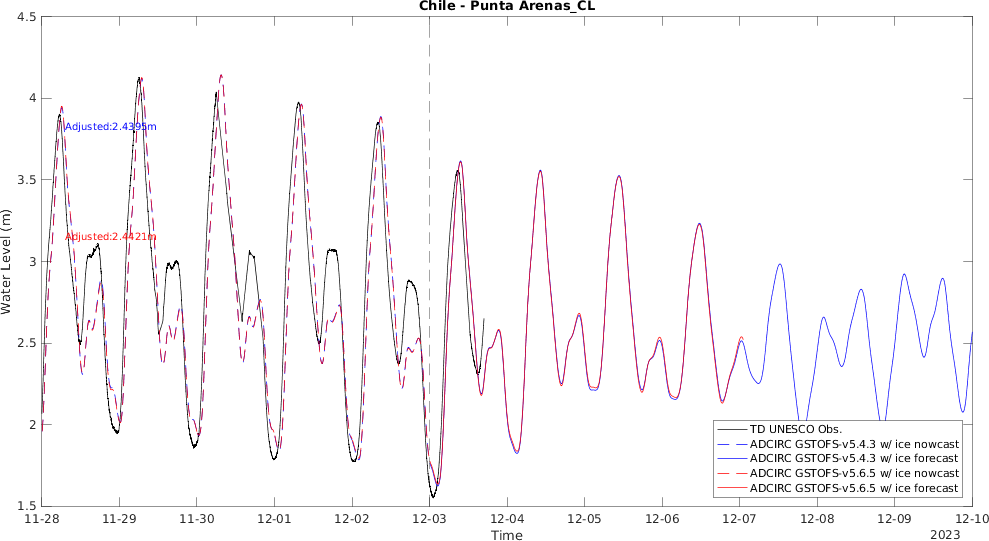 Chile - Punta Arenas_CL
4.5
4
3.5
3
2.5
2
1.5
Water Level (m)
Adjusted:2.4395m
Adjusted:2.4421m
TD UNESCO Obs.
ADCIRC GSTOFS-v5.4.3 w/ ice nowcast
ADCIRC GSTOFS-v5.4.3 w/ ice forecast
ADCIRC GSTOFS-v5.6.5 w/ ice nowcast
ADCIRC GSTOFS-v5.6.5 w/ ice forecast
11-28 11-29 11-30 12-01 12-02 12-03 12-04 12-05 12-06 12-07 12-08 12-09 12-10
Time
2023